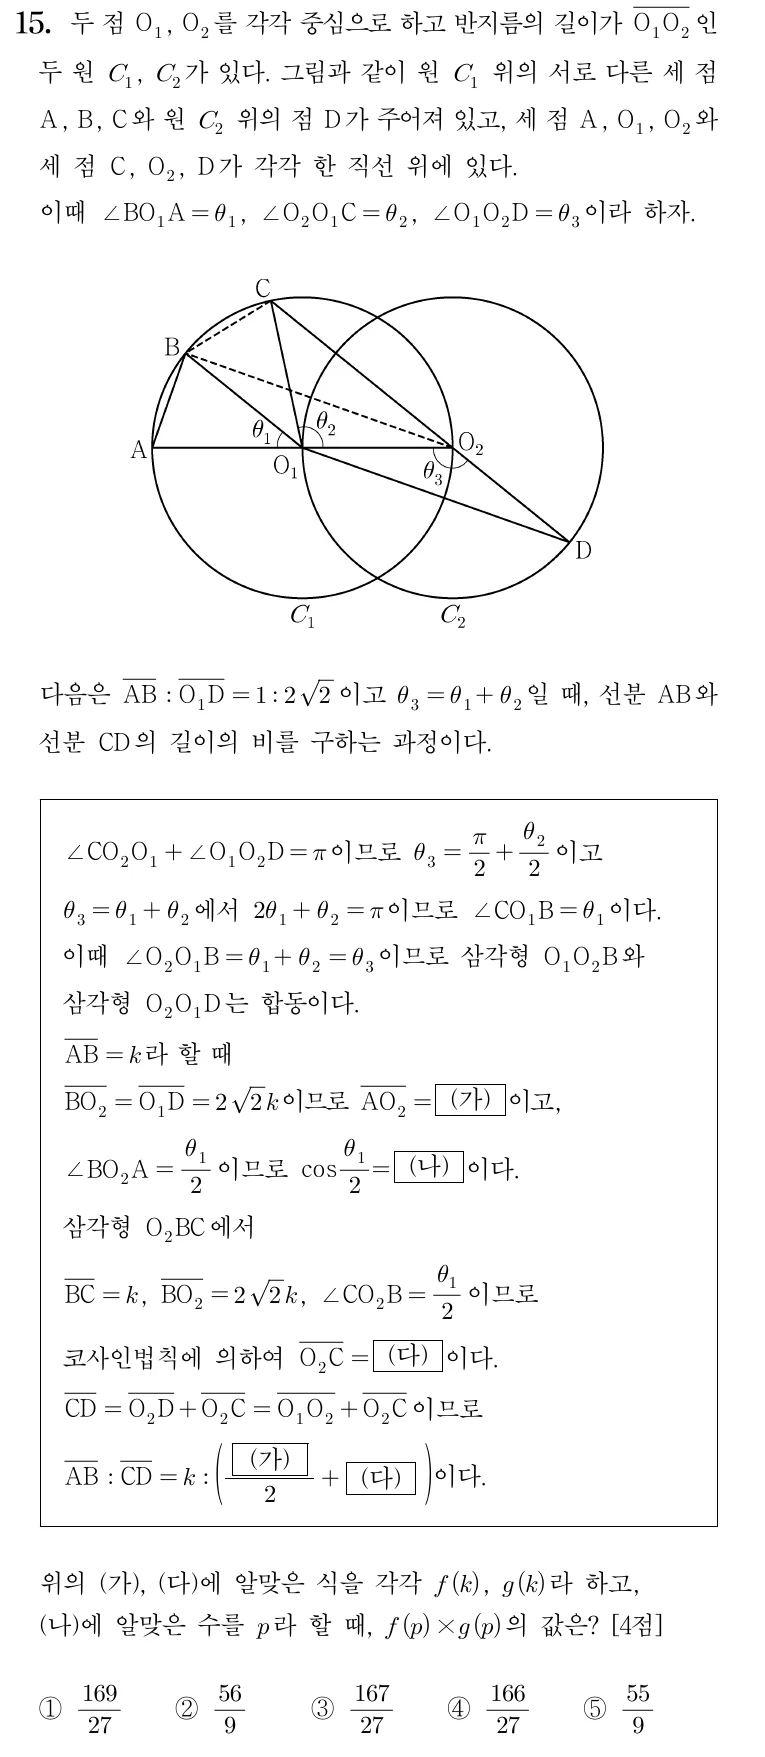 15. 두 점 O₁, O₂를 각각 중심으로 하고 반지름의 길이가 O₁O₂인
두 원 C₁, C₂가 있다. 그림과 같이 원 C₁ 위의 서로 다른 세 점
A, B, C와 원 C₂ 위의 점 D가 주어져 있고, 세 점 A, O₁, O₂와
세 점 C, O₂, D가 각각 한 직선 위에 있다.
이때 ∠BO₁A=θ₁, ∠O₂O₁C=θ₂, ∠O₁O₂D=θ₃이라 하자.
C
B
θ₁
θ₂
A
O₁
O₂
θ₃
D
C₁
C₂
다음은 AB : O₁D = 1 : 2√2 이고 θ₃=θ₁+θ₂일 때, 선분 AB와
선분 CD의 길이의 비를 구하는 과정이다.
∠CO₂O₁+∠O₁O₂D=π이므로 θ₃=π/2+θ₂/2이고
θ₃=θ₁+θ₂에서 2θ₁+θ₂=π이므로 ∠CO₁B=θ₁이다.
이때 ∠O₂O₁B=θ₁+θ₂=θ₃이므로 삼각형 O₁O₂B와
삼각형 O₂O₁D는 합동이다.
AB=k라 할 때
BO₂=O₁D=2√2k이므로 AO₂=(가)이고,
∠BO₂A=θ₁/2이므로 cosθ₁/2=(나)이다.
삼각형 O₂BC에서
BC=k, BO₂=2√2k, ∠CO₂B=θ₁/2이므로
코사인법칙에 의하여 O₂C=(다)이다.
CD=O₂D+O₂C=O₁O₂+O₂C이므로
AB : CD=k : ((가)/2+(다))이다.
위의 (가), (다)에 알맞은 식을 각각 f(k), g(k)라 하고,
(나)에 알맞은 수를 p라 할 때, f(p)×g(p)의 값은? [4점]
① 169/27 ② 56/9 ③ 167/27 ④ 166/27 ⑤ 55/9